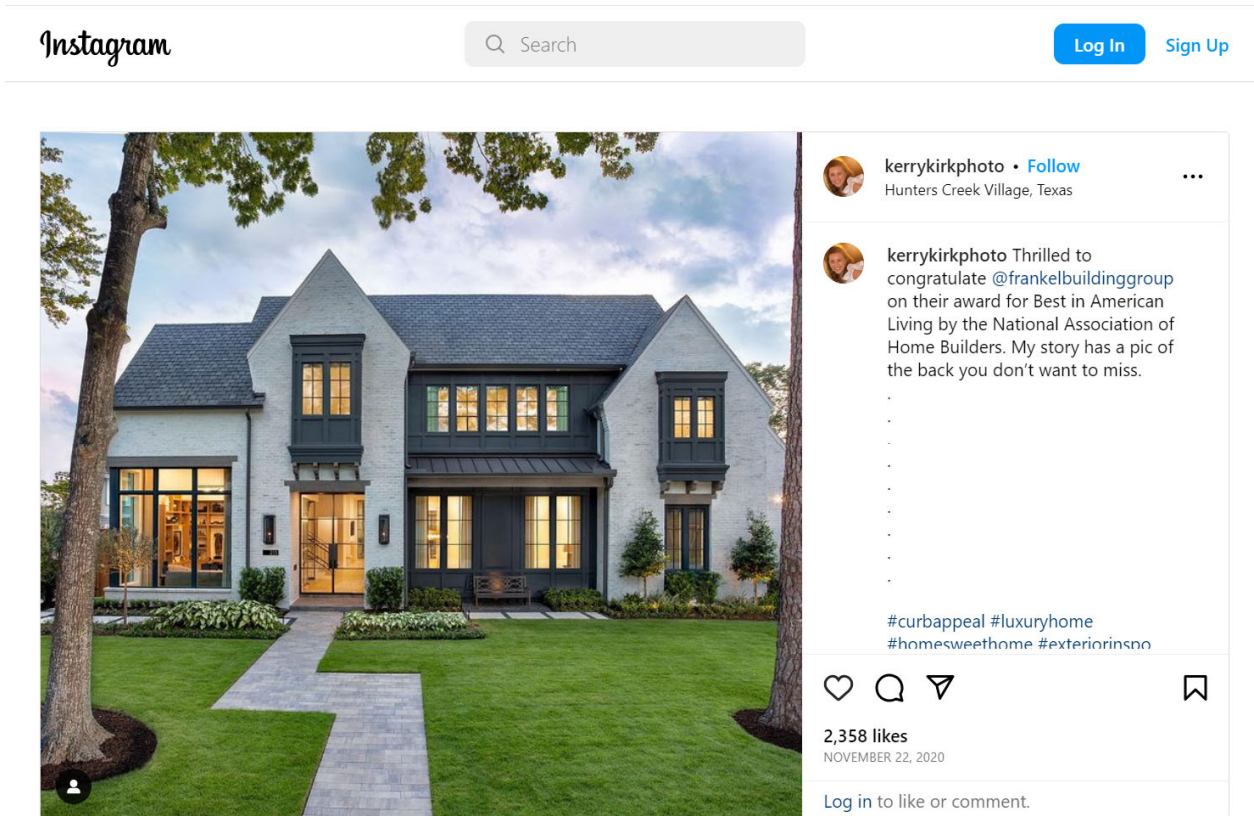 Instagram
Search
Log In
Sign Up
kerrykirkphoto • Follow
Hunters Creek Village, Texas
kerrykirkphoto Thrilled to
congratulate @frankelbuildinggroup
on their award for Best in American
Living by the National Association of
Home Builders. My story has a pic of
the back you don’t want to miss.
.
.
.
.
.
.
.
.
.
#curbappeal #luxuryhome
#homesweethome #exteriorinspo
2,358 likes
NOVEMBER 22, 2020
Log in to like or comment.